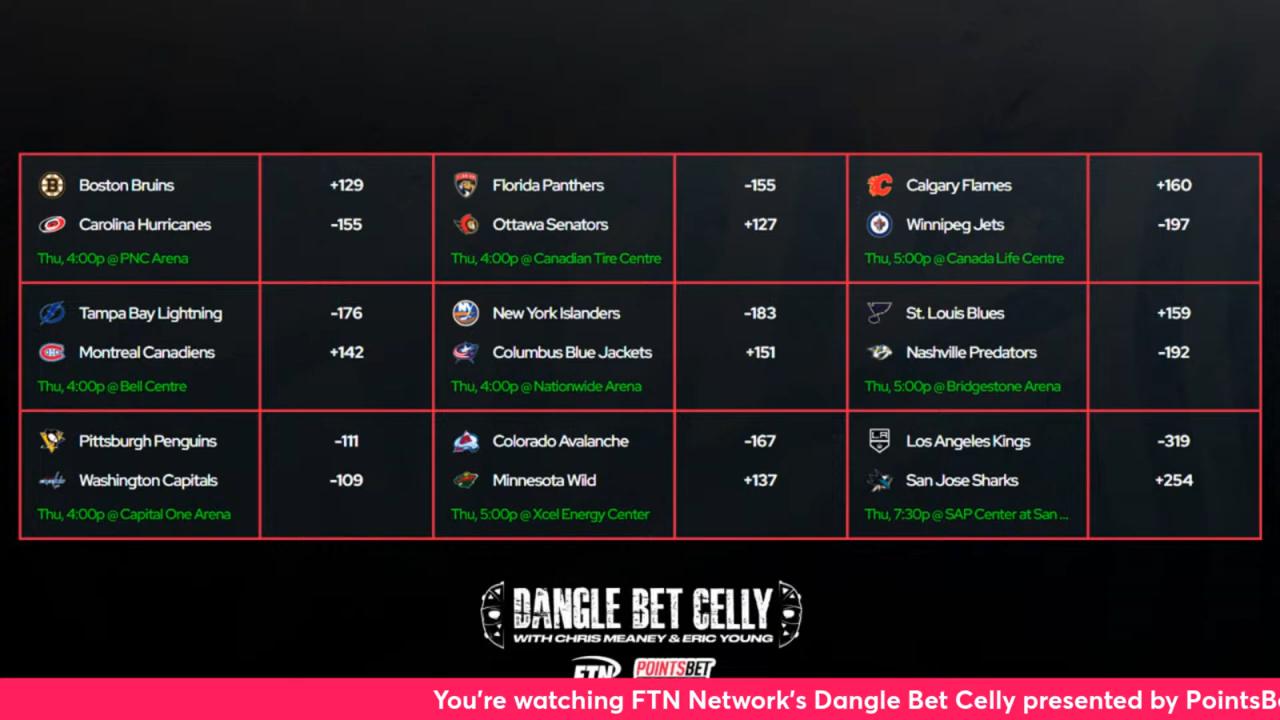 Boston Bruins +129
Carolina Hurricanes -155
Thu, 4:00p @ PNC Arena
Florida Panthers -155
Ottawa Senators +127
Thu, 4:00p @ Canadian Tire Centre
Calgary Flames +160
Winnipeg Jets -197
Thu, 5:00p @ Canada Life Centre
Tampa Bay Lightning -176
Montreal Canadiens +142
Thu, 4:00p @ Bell Centre
New York Islanders -183
Columbus Blue Jackets +151
Thu, 4:00p @ Nationwide Arena
St. Louis Blues +159
Nashville Predators -192
Thu, 5:00p @ Bridgestone Arena
Pittsburgh Penguins -111
Washington Capitals -109
Thu, 4:00p @ Capital One Arena
Colorado Avalanche -167
Minnesota Wild +137
Thu, 5:00p @ Xcel Energy Center
Los Angeles Kings -319
San Jose Sharks +254
Thu, 7:30p @ SAP Center at San ...
DANGLE BET CELLY
WITH CHRIS MEANEY & ERIC YOUNG
FTN POINTSBET
You're watching FTN Network's Dangle Bet Celly presented by PointsB